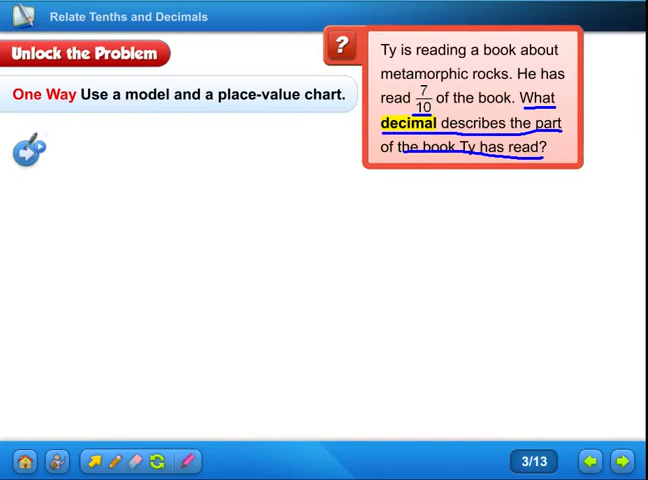 Relate Tenths and Decimals
Unlock the Problem
One Way Use a model and a place-value chart.
?
Ty is reading a book about
metamorphic rocks. He has
read 7/10 of the book. What
decimal describes the part
of the book Ty has read?
3/13